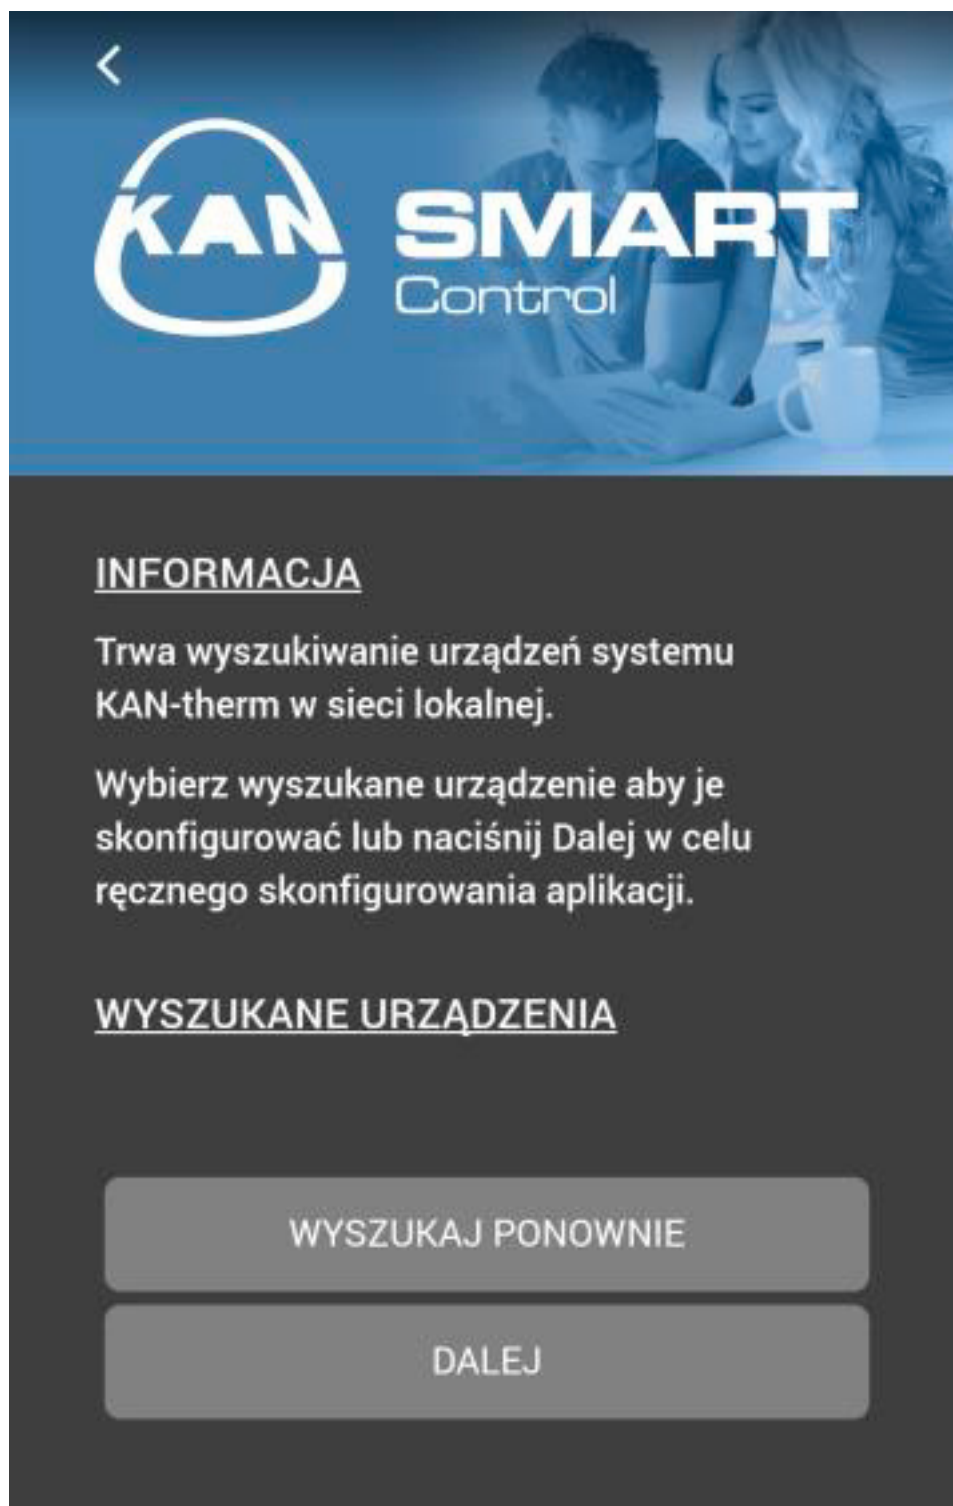 KAN
SMART
Control
INFORMACJA
Trwa wyszukiwanie urządzeń systemu
KAN-therm w sieci lokalnej.
Wybierz wyszukane urządzenie aby je
skonfigurować lub naciśnij Dalej w celu
ręcznego skonfigurowania aplikacji.
WYSZUKANE URZĄDZENIA
WYSZUKAJ PONOWNIE
DALEJ